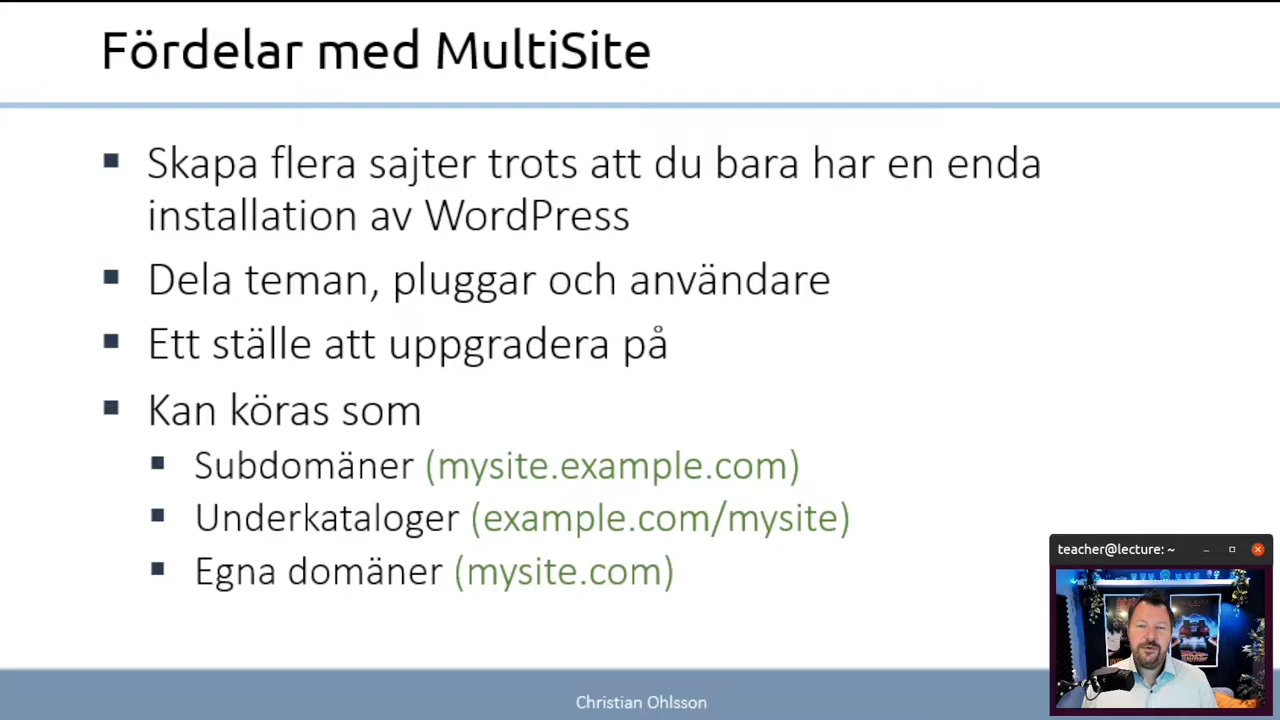 Fördelar med MultiSite
Skapa flera sajter trots att du bara har en enda
installation av WordPress
Dela teman, pluggar och användare
Ett ställe att uppgradera på
Kan köras som
Subdomäner (mysite.example.com)
Underkataloger (example.com/mysite)
Egna domäner (mysite.com)
teacher@lecture: ~
Christian Ohlsson